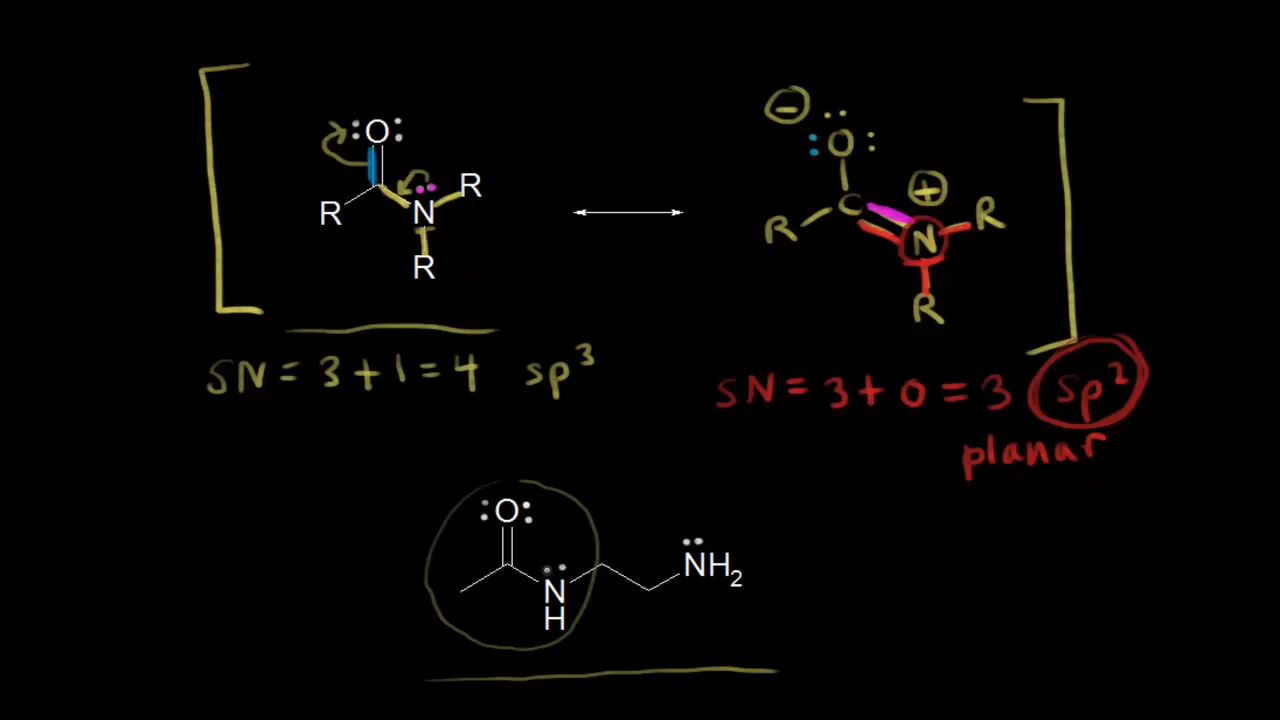 O
R
N
R
R
−
O
+
R
C
N
R
R
SN = 3 + 1 = 4 sp³
SN = 3 + 0 = 3 sp²
planar
O
N
H
NH₂